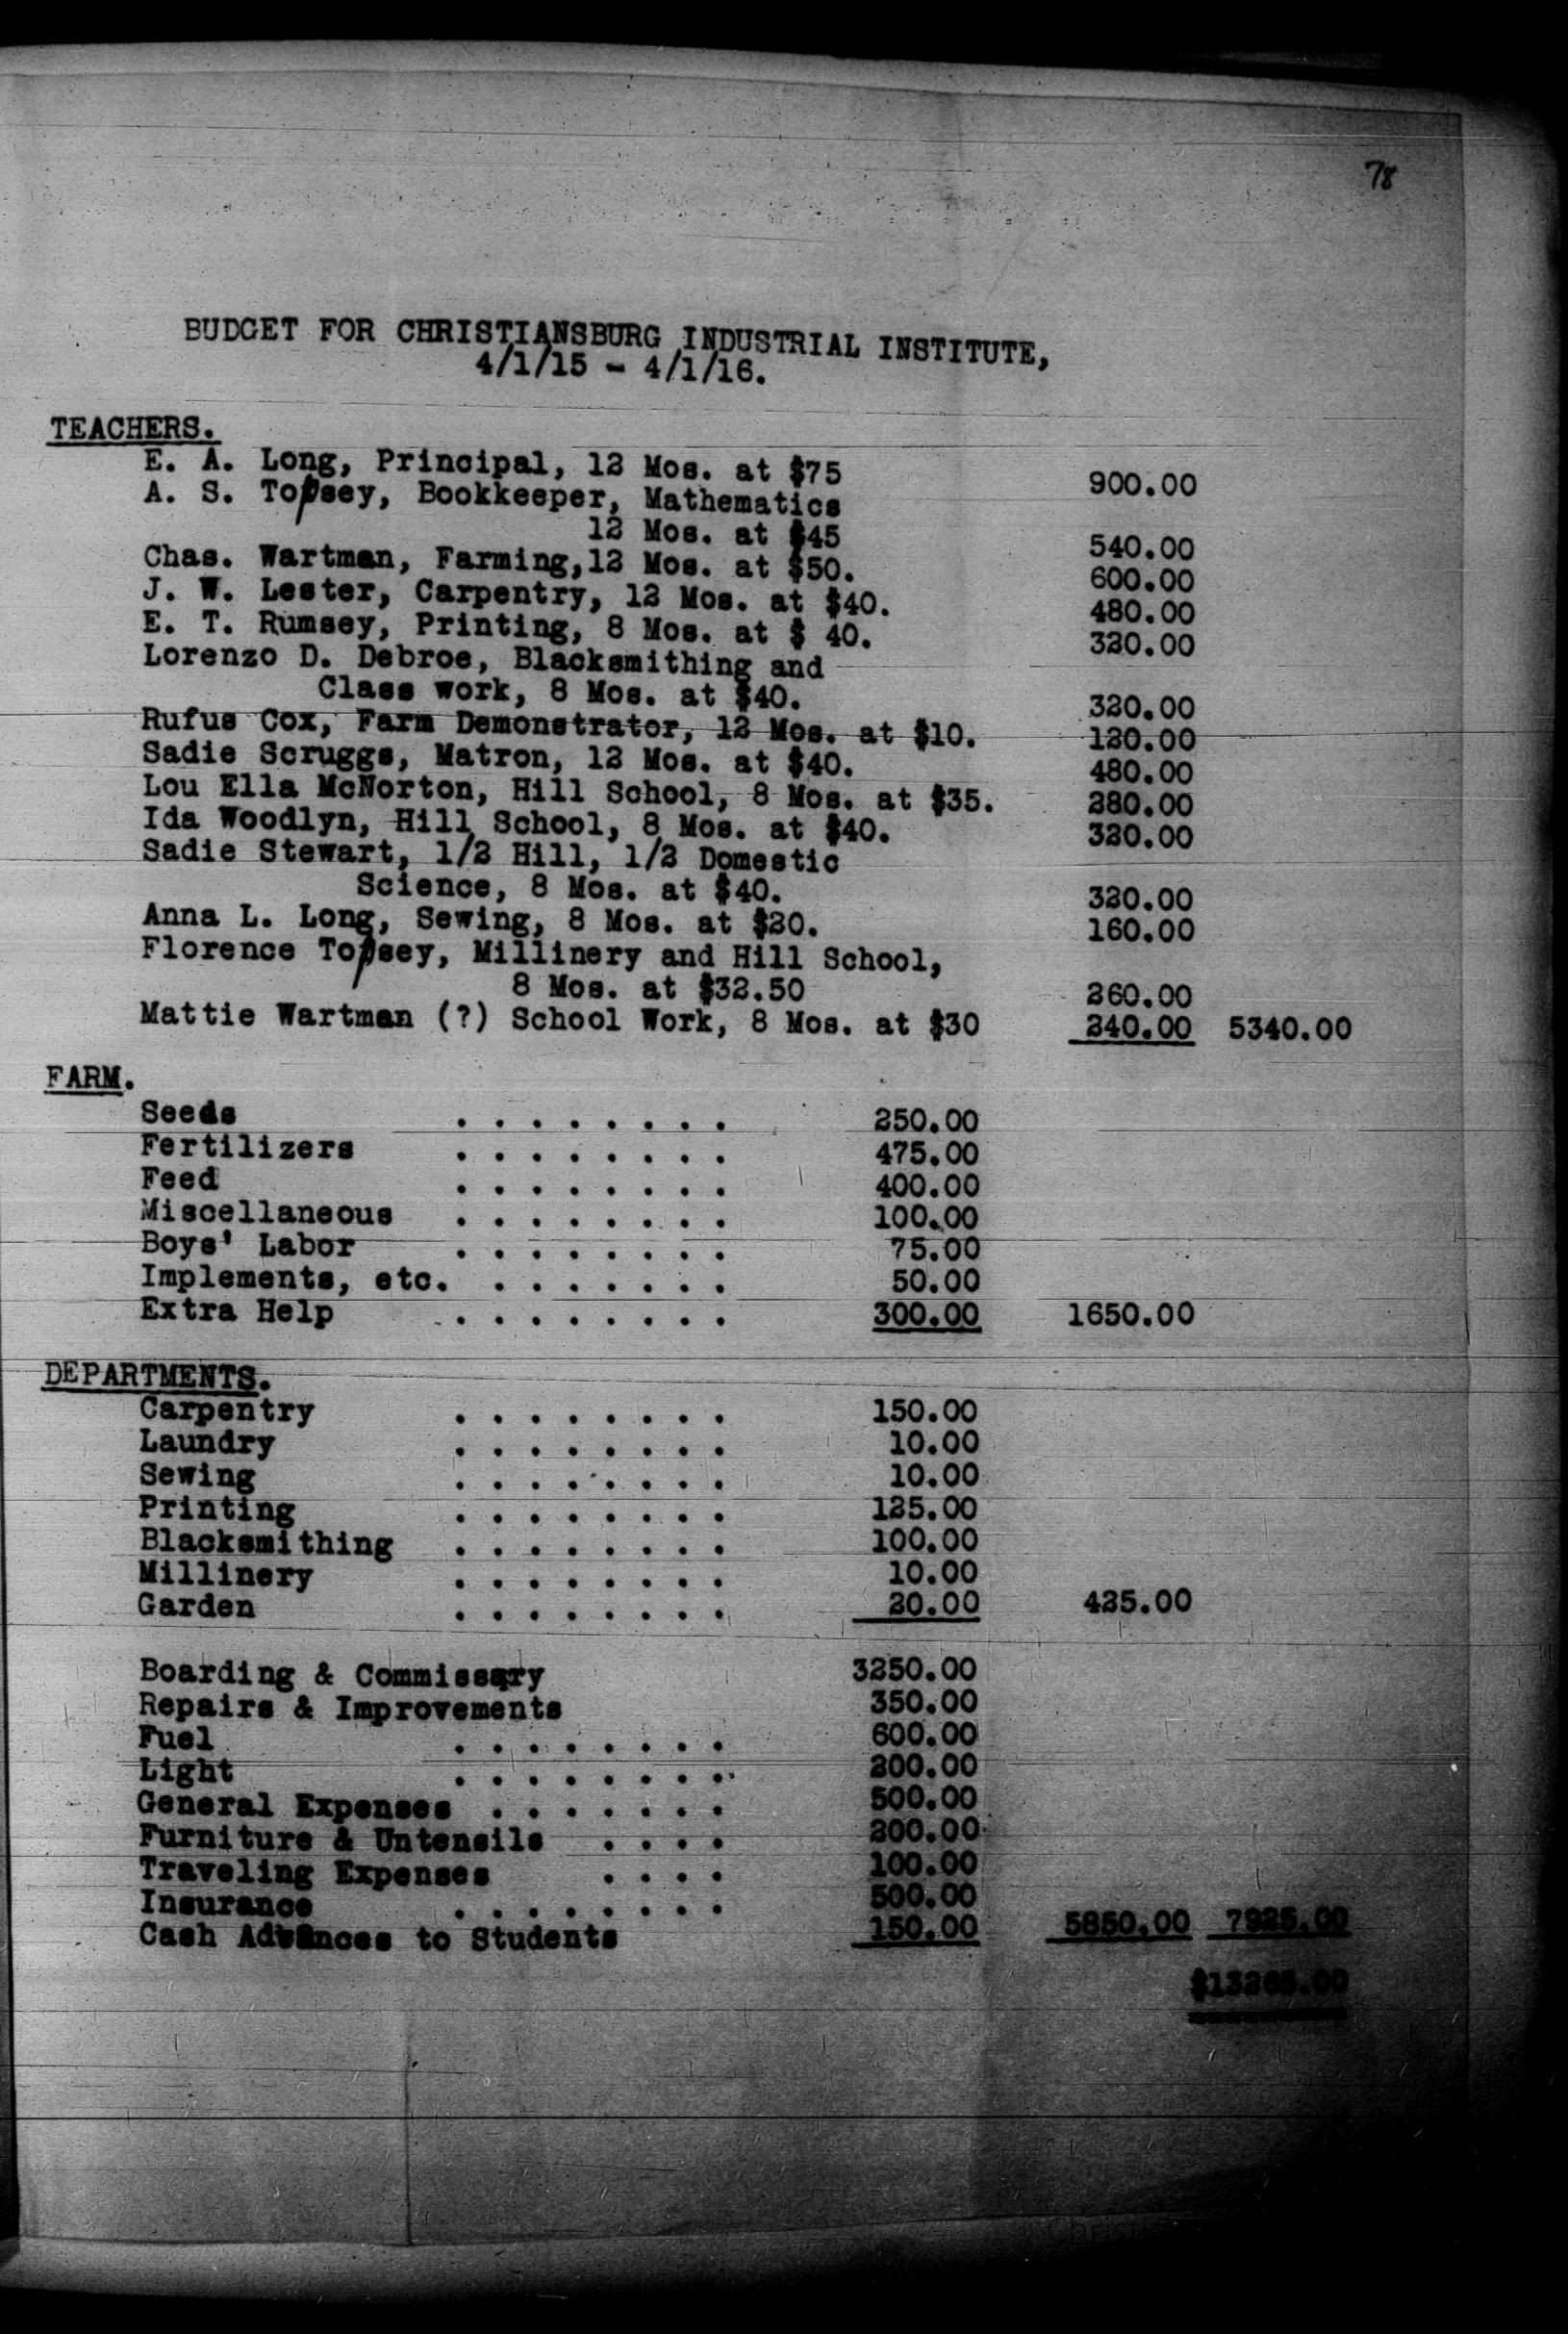 78
BUDGET FOR CHRISTIANSBURG INDUSTRIAL INSTITUTE,
4/1/15 - 4/1/16.
TEACHERS.
E. A. Long, Principal, 12 Mos. at $75 900.00
A. S. Topsey, Bookkeeper, Mathematics
12 Mos. at $45 540.00
Chas. Wartman, Farming,12 Mos. at $50. 600.00
J. W. Lester, Carpentry, 12 Mos. at $40. 480.00
E. T. Rumsey, Printing, 8 Mos. at $ 40. 320.00
Lorenzo D. Debroe, Blacksmithing and
Class work, 8 Mos. at $40. 320.00
Rufus Cox, Farm Demonstrator, 12 Mos. at $10. 120.00
Sadie Scruggs, Matron, 12 Mos. at $40. 480.00
Lou Ella McNorton, Hill School, 8 Mos. at $35. 280.00
Ida Woodlyn, Hill School, 8 Mos. at $40. 320.00
Sadie Stewart, 1/2 Hill, 1/2 Domestic
Science, 8 Mos. at $40. 320.00
Anna L. Long, Sewing, 8 Mos. at $20. 160.00
Florence Topsey, Millinery and Hill School,
8 Mos. at $32.50 260.00
Mattie Wartman (?) School Work, 8 Mos. at $30 240.00 5340.00
FARM.
Seeds . . . . . . . . 250.00
Fertilizers . . . . . . . . 475.00
Feed . . . . . . . . 400.00
Miscellaneous . . . . . . . . 100.00
Boys' Labor . . . . . . . . 75.00
Implements, etc. . . . . . . . 50.00
Extra Help . . . . . . . . 300.00 1650.00
DEPARTMENTS.
Carpentry . . . . . . . . 150.00
Laundry . . . . . . . . 10.00
Sewing . . . . . . . . 10.00
Printing . . . . . . . . 125.00
Blacksmithing . . . . . . . . 100.00
Millinery . . . . . . . . 10.00
Garden . . . . . . . . 20.00 425.00
Boarding & Commissary 3250.00
Repairs & Improvements 350.00
Fuel . . . . . . . . 600.00
Light . . . . . . . . 200.00
General Expenses . . . . . . . 500.00
Furniture & Untensils . . . . 200.00
Traveling Expenses . . . . 100.00
Insurance . . . . . . . . 500.00
Cash Advances to Students 150.00 5850.00 7925.00
$13265.00